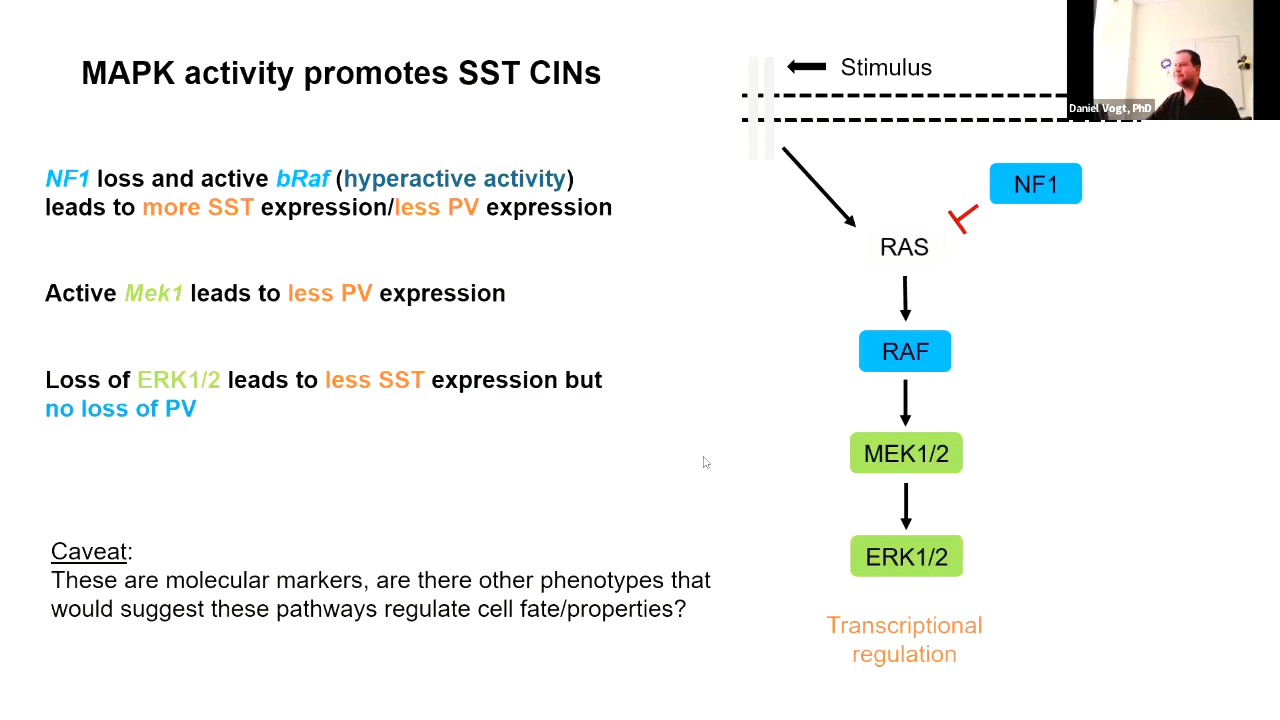 MAPK activity promotes SST CINs
NF1 loss and active bRaf (hyperactive activity)
leads to more SST expression/less PV expression
Active Mek1 leads to less PV expression
Loss of ERK1/2 leads to less SST expression but
no loss of PV
Caveat:
These are molecular markers, are there other phenotypes that
would suggest these pathways regulate cell fate/properties?
Stimulus
NF1
RAS
RAF
MEK1/2
ERK1/2
Transcriptional
regulation
Daniel Vogt, PhD